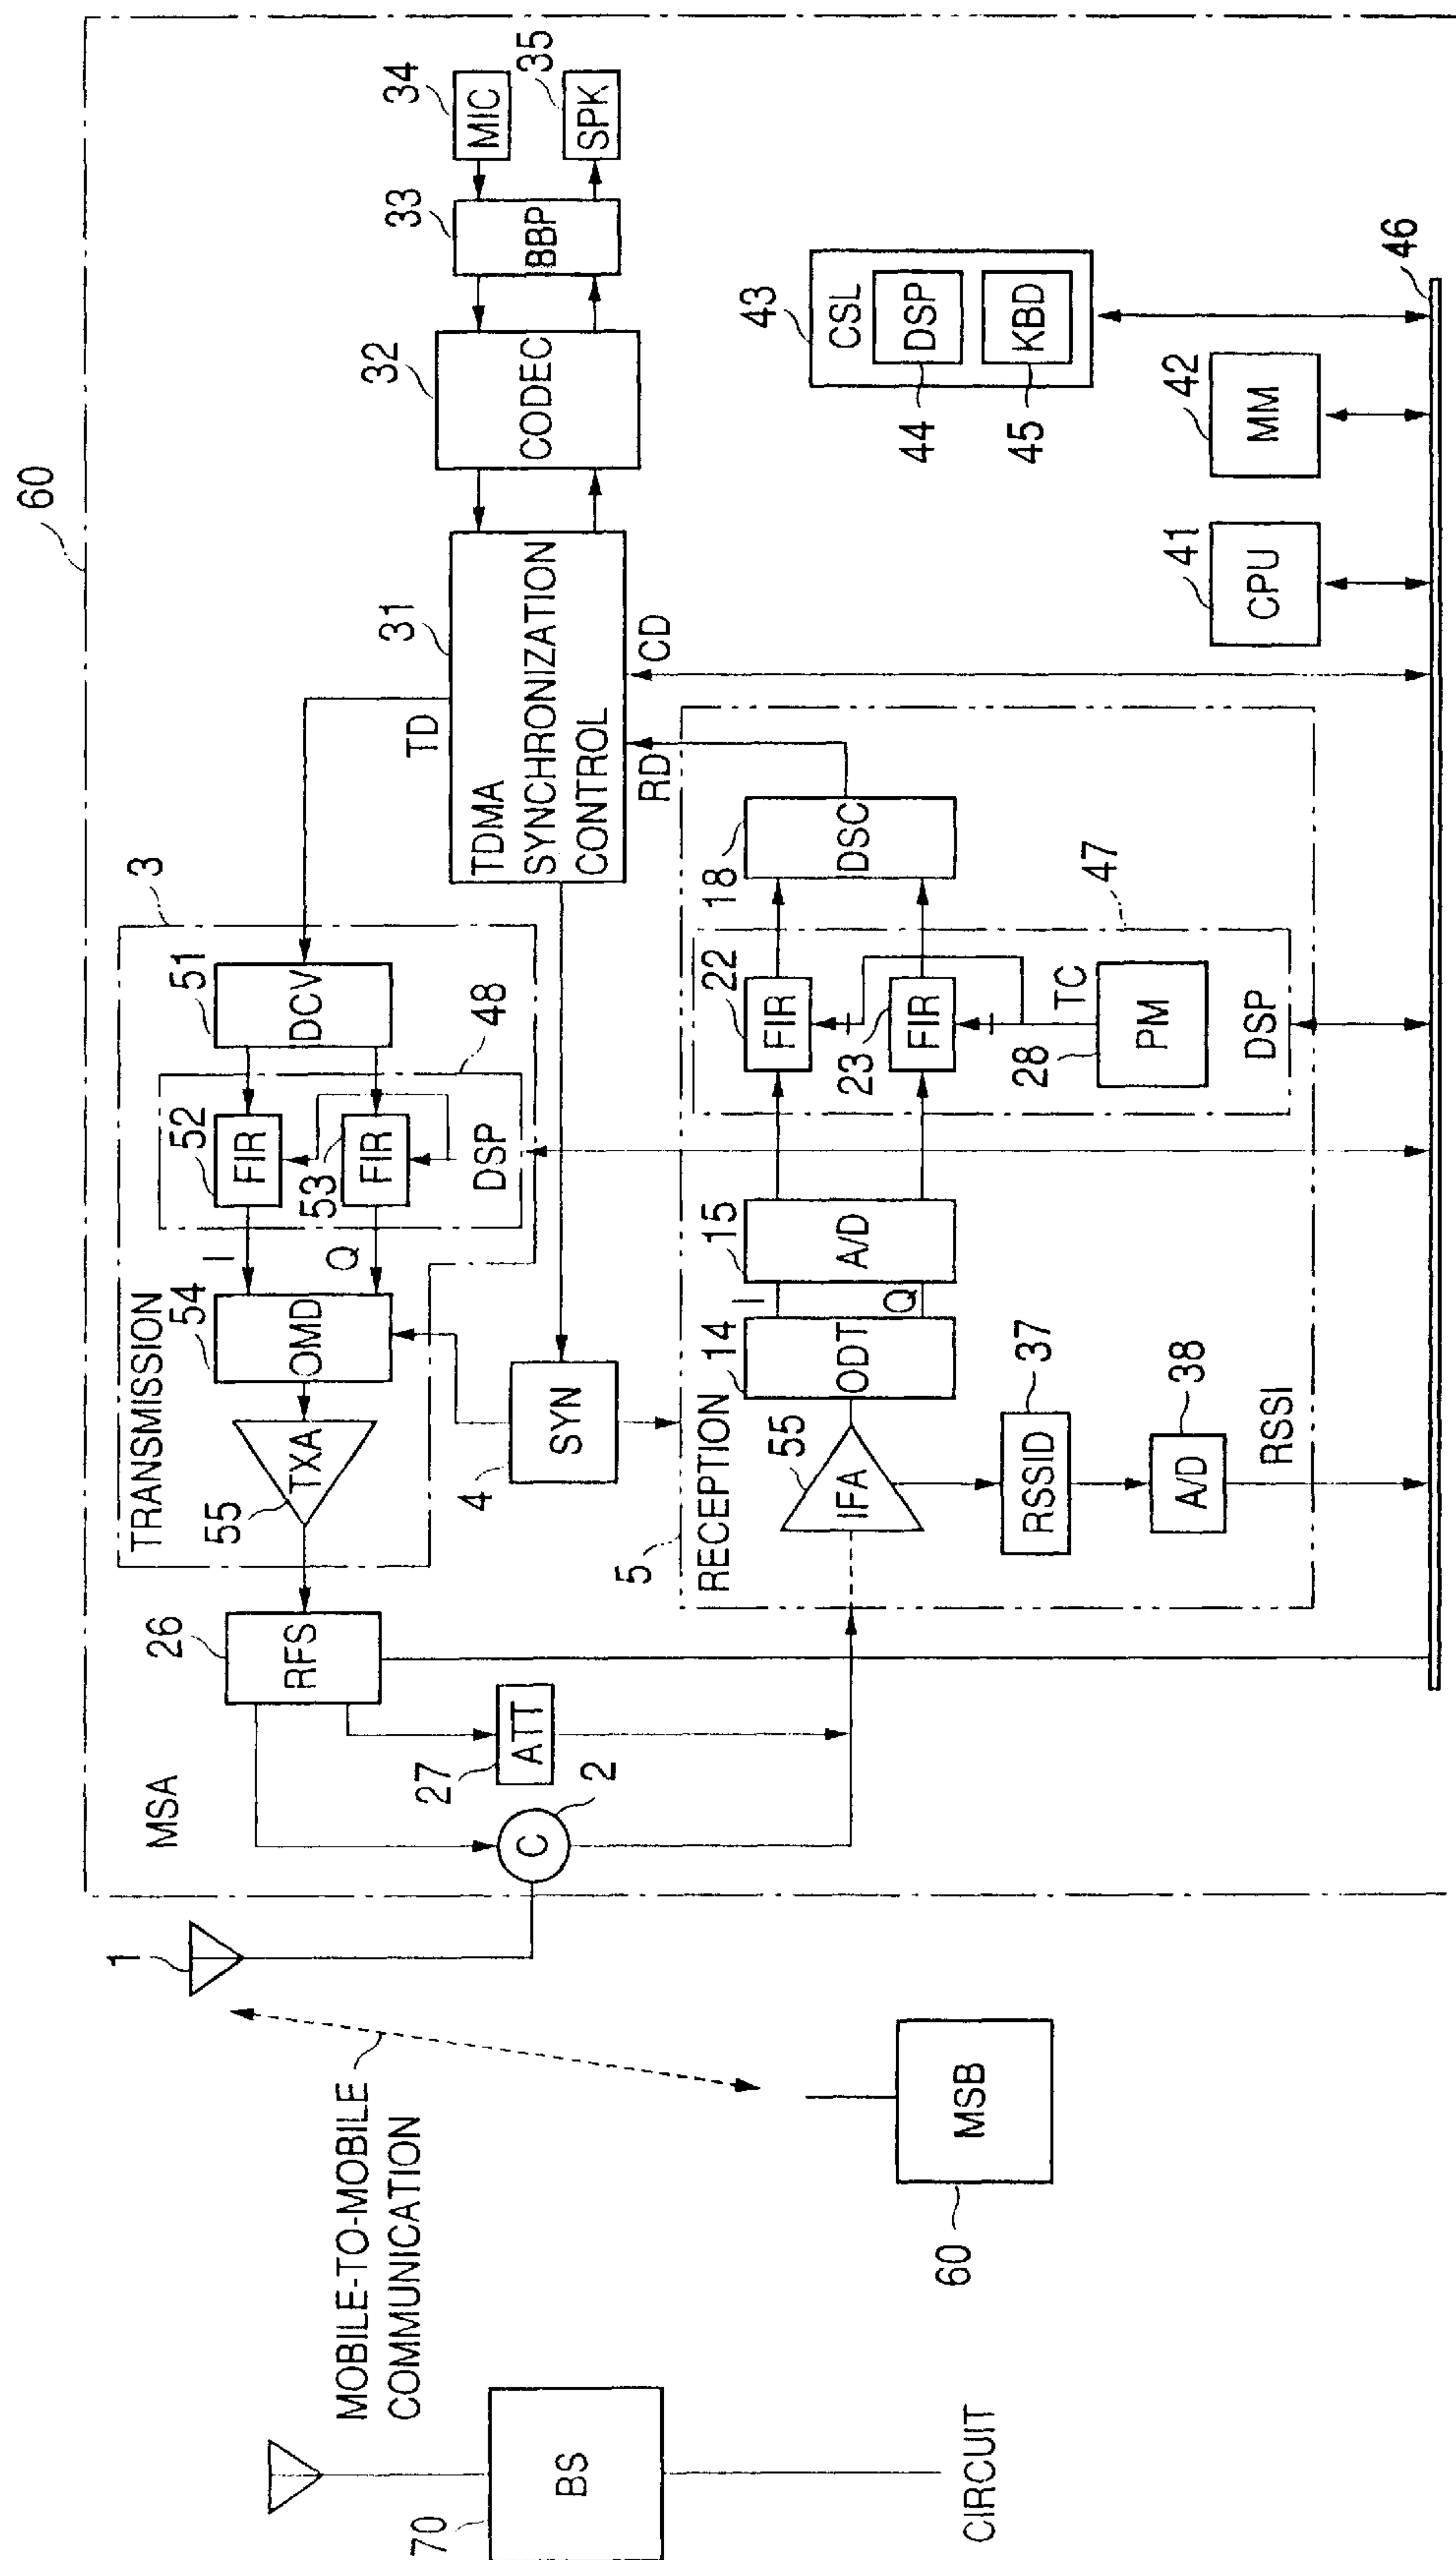 60
MSA
1
2
C
26
RFS
27
ATT
TRANSMISSION
3
55
TXA
54
OMD
I
Q
52
FIR
53
FIR
DSP
48
51
DCV
TD
4
SYN
31
TDMA
SYNCHRONIZATION
CONTROL
RD
CD
32
CODEC
33
BBP
34
MIC
35
SPK
5
RECEPTION
55
IFA
14
ODT
I
Q
15
A/D
22
FIR
23
FIR
28
TC
PM
DSP
47
18
DSC
37
RSSID
38
A/D
RSSI
41
CPU
42
MM
43
CSL
44
DSP
45
KBD
46
MOBILE-TO-MOBILE
COMMUNICATION
MSB
60
70
BS
CIRCUIT